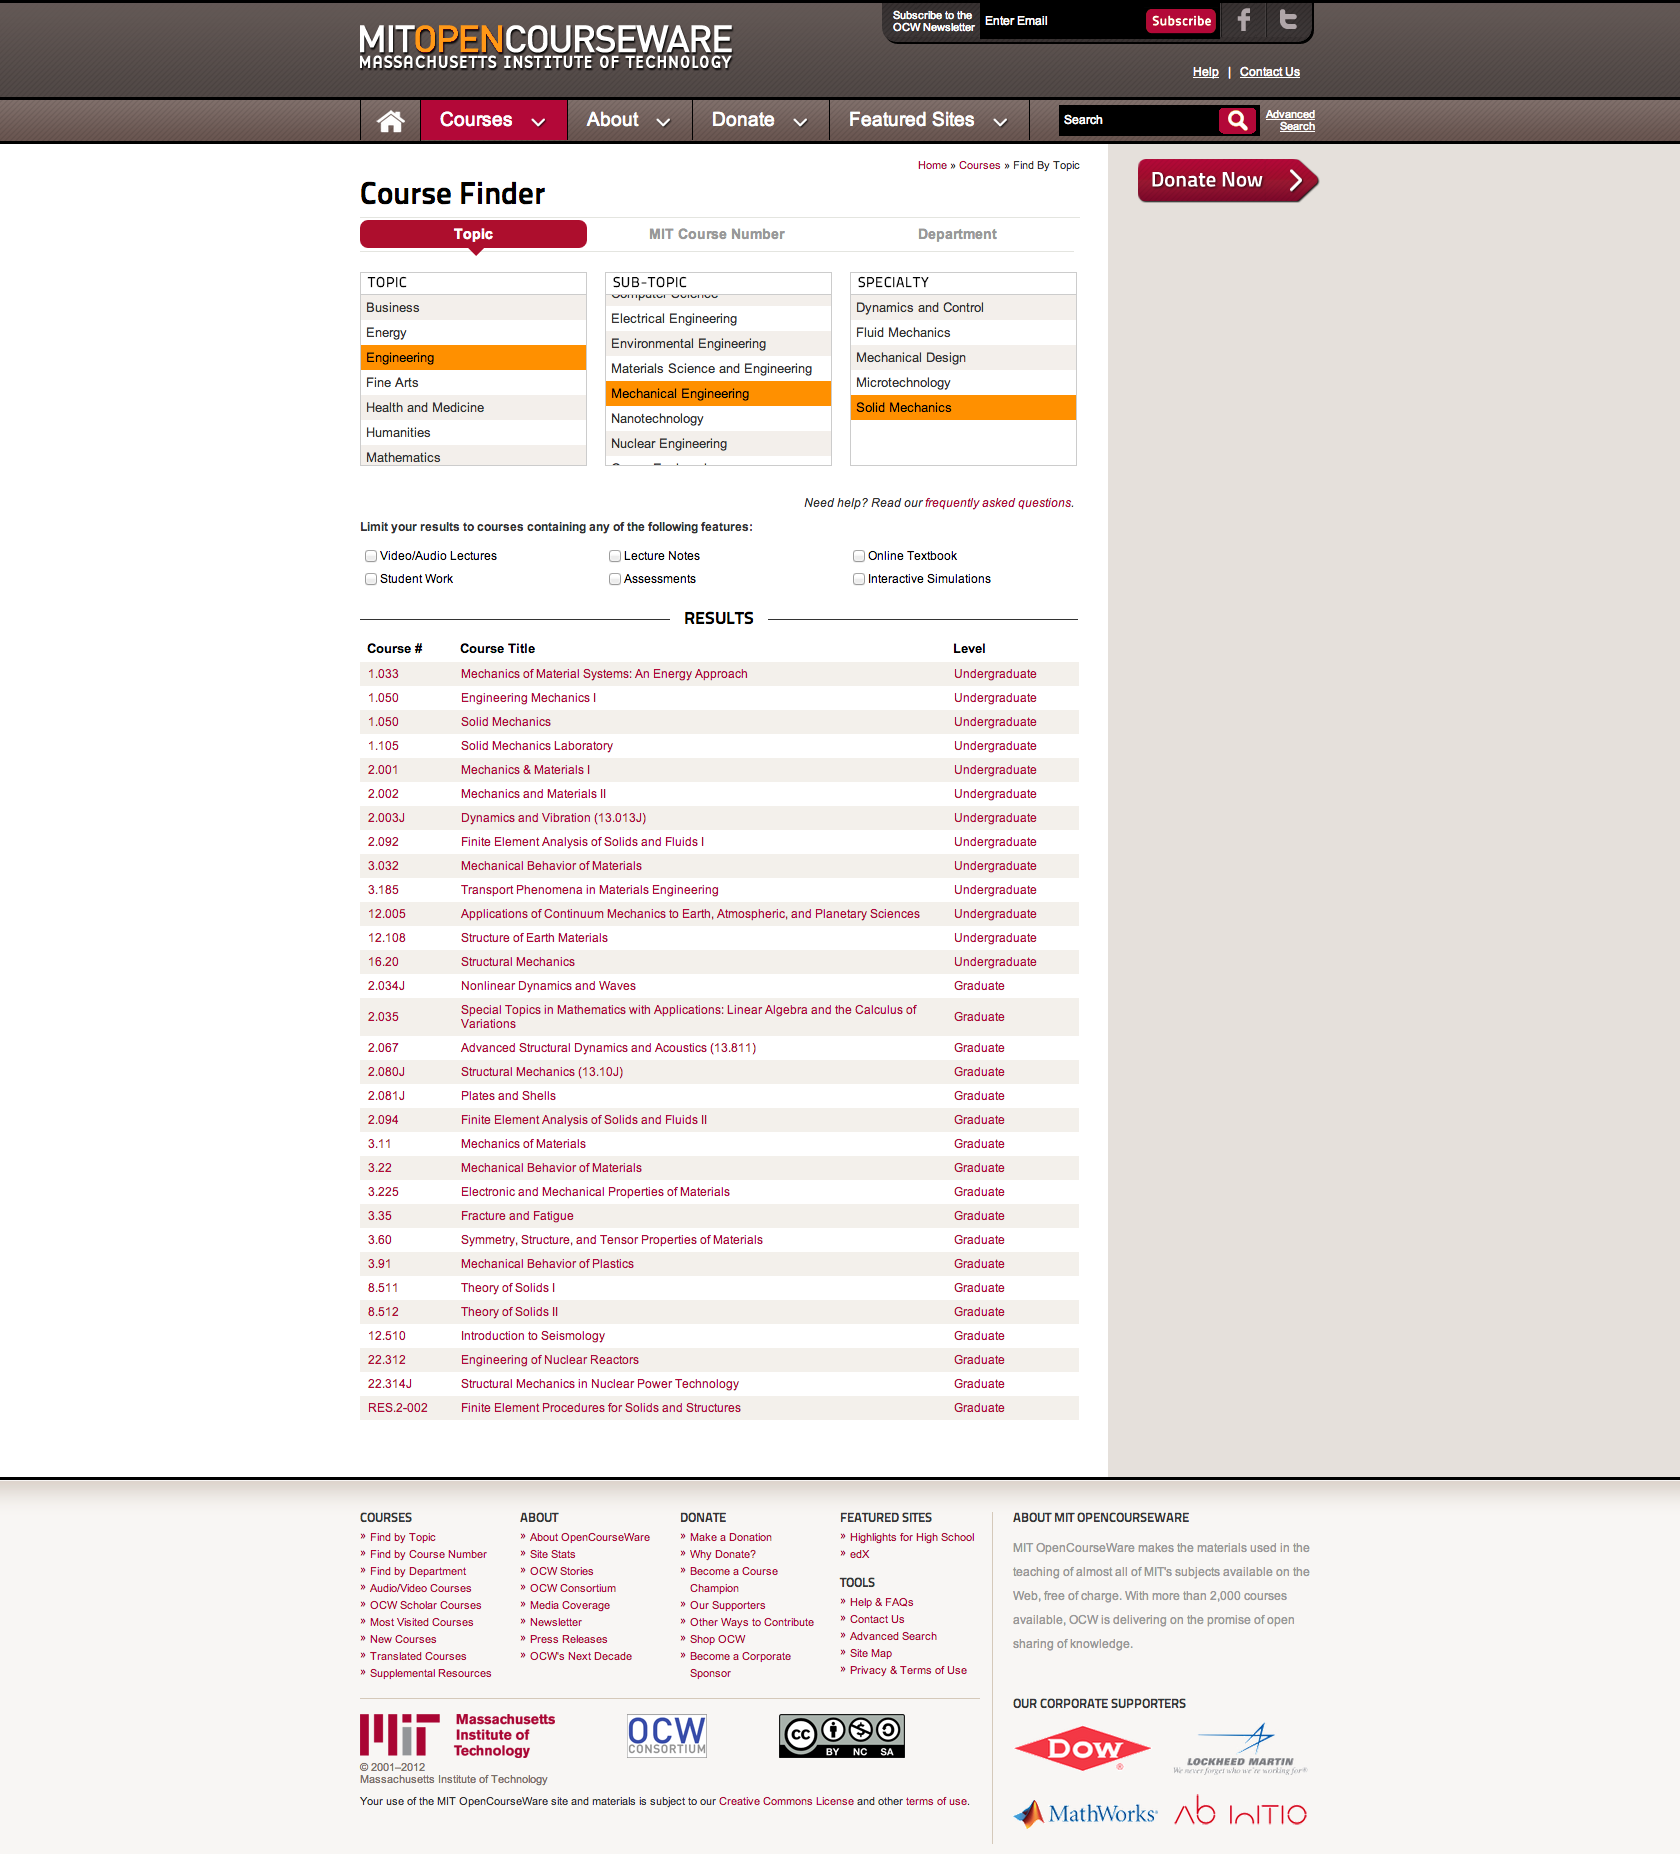 Subscribe to the
OCW Newsletter
Enter Email
Subscribe
MITOPENCOURSEWARE
MASSACHUSETTS INSTITUTE OF TECHNOLOGY
Help | Contact Us
Courses
About
Donate
Featured Sites
Search
Advanced
Search
Home » Courses » Find By Topic
Donate Now
Course Finder
Topic
MIT Course Number
Department
TOPIC
Business
Energy
Engineering
Fine Arts
Health and Medicine
Humanities
Mathematics
SUB-TOPIC
Computer Science
Electrical Engineering
Environmental Engineering
Materials Science and Engineering
Mechanical Engineering
Nanotechnology
Nuclear Engineering
SPECIALTY
Dynamics and Control
Fluid Mechanics
Mechanical Design
Microtechnology
Solid Mechanics
Need help? Read our frequently asked questions.
Limit your results to courses containing any of the following features:
Video/Audio Lectures Lecture Notes Online Textbook
Student Work Assessments Interactive Simulations
RESULTS
Course # Course Title Level
1.033 Mechanics of Material Systems: An Energy Approach Undergraduate
1.050 Engineering Mechanics I Undergraduate
1.050 Solid Mechanics Undergraduate
1.105 Solid Mechanics Laboratory Undergraduate
2.001 Mechanics & Materials I Undergraduate
2.002 Mechanics and Materials II Undergraduate
2.003J Dynamics and Vibration (13.013J) Undergraduate
2.092 Finite Element Analysis of Solids and Fluids I Undergraduate
3.032 Mechanical Behavior of Materials Undergraduate
3.185 Transport Phenomena in Materials Engineering Undergraduate
12.005 Applications of Continuum Mechanics to Earth, Atmospheric, and Planetary Sciences Undergraduate
12.108 Structure of Earth Materials Undergraduate
16.20 Structural Mechanics Undergraduate
2.034J Nonlinear Dynamics and Waves Graduate
2.035 Special Topics in Mathematics with Applications: Linear Algebra and the Calculus of
Variations Graduate
2.067 Advanced Structural Dynamics and Acoustics (13.811) Graduate
2.080J Structural Mechanics (13.10J) Graduate
2.081J Plates and Shells Graduate
2.094 Finite Element Analysis of Solids and Fluids II Graduate
3.11 Mechanics of Materials Graduate
3.22 Mechanical Behavior of Materials Graduate
3.225 Electronic and Mechanical Properties of Materials Graduate
3.35 Fracture and Fatigue Graduate
3.60 Symmetry, Structure, and Tensor Properties of Materials Graduate
3.91 Mechanical Behavior of Plastics Graduate
8.511 Theory of Solids I Graduate
8.512 Theory of Solids II Graduate
12.510 Introduction to Seismology Graduate
22.312 Engineering of Nuclear Reactors Graduate
22.314J Structural Mechanics in Nuclear Power Technology Graduate
RES.2-002 Finite Element Procedures for Solids and Structures Graduate
COURSES
» Find by Topic
» Find by Course Number
» Find by Department
» Audio/Video Courses
» OCW Scholar Courses
» Most Visited Courses
» New Courses
» Translated Courses
» Supplemental Resources
ABOUT
» About OpenCourseWare
» Site Stats
» OCW Stories
» OCW Consortium
» Media Coverage
» Newsletter
» Press Releases
» OCW's Next Decade
DONATE
» Make a Donation
» Why Donate?
» Become a Course
Champion
» Our Supporters
» Other Ways to Contribute
» Shop OCW
» Become a Corporate
Sponsor
FEATURED SITES
» Highlights for High School
» edX
TOOLS
» Help & FAQs
» Contact Us
» Advanced Search
» Site Map
» Privacy & Terms of Use
ABOUT MIT OPENCOURSEWARE
MIT OpenCourseWare makes the materials used in the
teaching of almost all of MIT's subjects available on the
Web, free of charge. With more than 2,000 courses
available, OCW is delivering on the promise of open
sharing of knowledge.
OUR CORPORATE SUPPORTERS
DOW
LOCKHEED MARTIN
We never forget who we're working for®
MathWorks
Ab Initio
MIT
Massachusetts
Institute of
Technology
OCW
CONSORTIUM
cc
BY NC SA
© 2001–2012
Massachusetts Institute of Technology
Your use of the MIT OpenCourseWare site and materials is subject to our Creative Commons License and other terms of use.